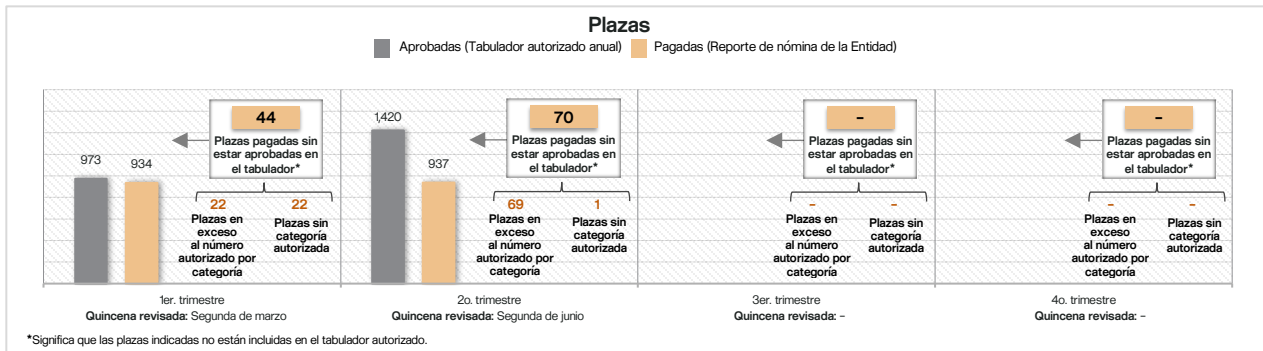 Plazas
Aprobadas (Tabulador autorizado anual)
Pagadas (Reporte de nómina de la Entidad)
973
934
44
Plazas pagadas sin
estar aprobadas en
el tabulador*
22
Plazas en
exceso
al número
autorizado por
categoría
22
Plazas sin
categoría
autorizada
1er. trimestre
Quincena revisada: Segunda de marzo
1,420
937
70
Plazas pagadas sin
estar aprobadas en
el tabulador*
69
Plazas en
exceso
al número
autorizado por
categoría
1
Plazas sin
categoría
autorizada
2o. trimestre
Quincena revisada: Segunda de junio
-
Plazas pagadas sin
estar aprobadas en
el tabulador*
-
Plazas en
exceso
al número
autorizado por
categoría
-
Plazas sin
categoría
autorizada
3er. trimestre
Quincena revisada: -
-
Plazas pagadas sin
estar aprobadas en
el tabulador*
-
Plazas en
exceso
al número
autorizado por
categoría
-
Plazas sin
categoría
autorizada
4o. trimestre
Quincena revisada: -
*Significa que las plazas indicadas no están incluidas en el tabulador autorizado.